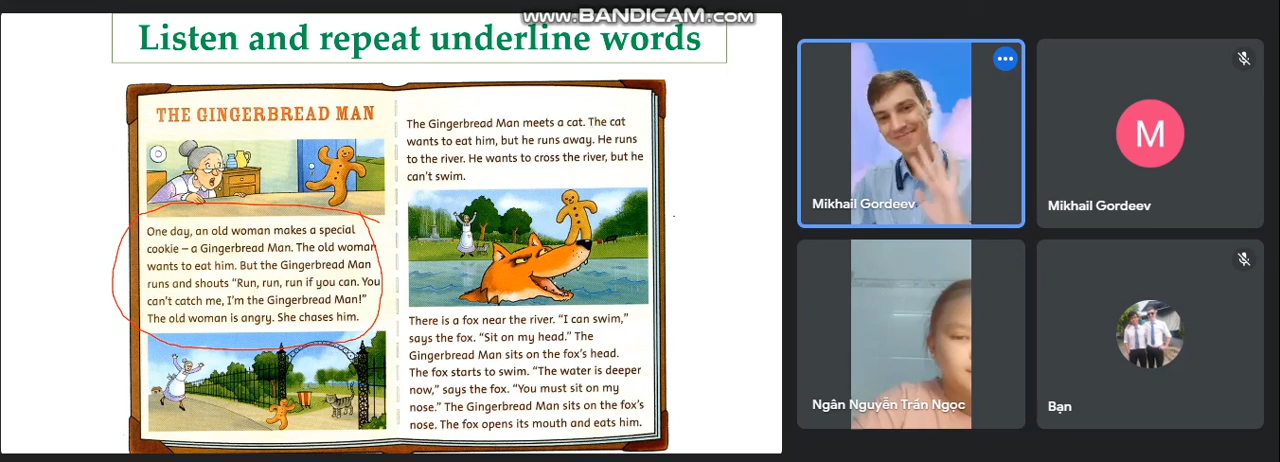 www.BANDICAM.com
Listen and repeat underline words
THE GINGERBREAD MAN
One day, an old woman makes a special
cookie – a Gingerbread Man. The old woman
wants to eat him. But the Gingerbread Man
runs and shouts “Run, run, run if you can. You
can't catch me, I'm the Gingerbread Man!”
The old woman is angry. She chases him.
The Gingerbread Man meets a cat. The cat
wants to eat him, but he runs away. He runs
to the river. He wants to cross the river, but he
can't swim.
There is a fox near the river. “I can swim,”
says the fox. “Sit on my head.” The
Gingerbread Man sits on the fox's head.
The fox starts to swim. “The water is deeper
now,” says the fox. “You must sit on my
nose.” The Gingerbread Man sits on the fox's
nose. The fox opens its mouth and eats him.
Mikhail Gordeev
M
Mikhail Gordeev
Ngân Nguyễn Trần Ngọc
Bạn